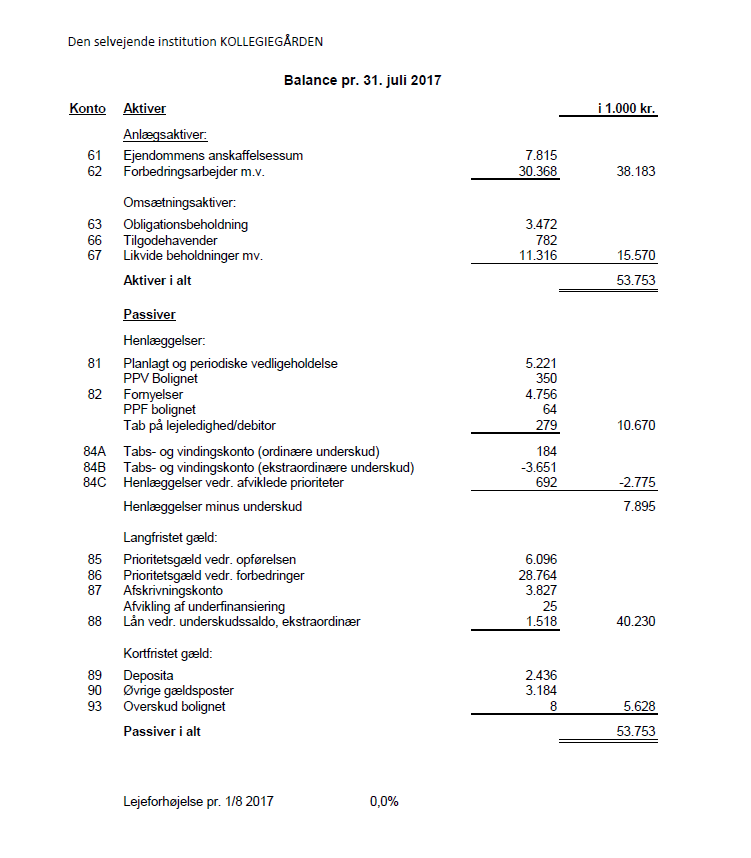 Den selvejende institution KOLLEGIEGÅRDEN
Balance pr. 31. juli 2017
Konto Aktiver i 1.000 kr.
Anlægsaktiver:
61 Ejendommens anskaffelsessum 7.815
62 Forbedringsarbejder m.v. 30.368 38.183
Omsætningsaktiver:
63 Obligationsbeholdning 3.472
66 Tilgodehavender 782
67 Likvide beholdninger mv. 11.316 15.570
Aktiver i alt 53.753
Passiver
Henlæggelser:
81 Planlagt og periodiske vedligeholdelse 5.221
PPV Bolignet 350
82 Fornyelser 4.756
PPF bolignet 64
Tab på lejeledighed/debitor 279 10.670
84A Tabs- og vindingskonto (ordinære underskud) 184
84B Tabs- og vindingskonto (ekstraordinære underskud) -3.651
84C Henlæggelser vedr. afviklede prioriteter 692 -2.775
Henlæggelser minus underskud 7.895
Langfristet gæld:
85 Prioritetsgæld vedr. opførelsen 6.096
86 Prioritetsgæld vedr. forbedringer 28.764
87 Afskrivningskonto 3.827
Afvikling af underfinansiering 25
88 Lån vedr. underskudssaldo, ekstraordinær 1.518 40.230
Kortfristet gæld:
89 Deposita 2.436
90 Øvrige gældsposter 3.184
93 Overskud bolignet 8 5.628
Passiver i alt 53.753
Lejeforhøjelse pr. 1/8 2017 0,0%